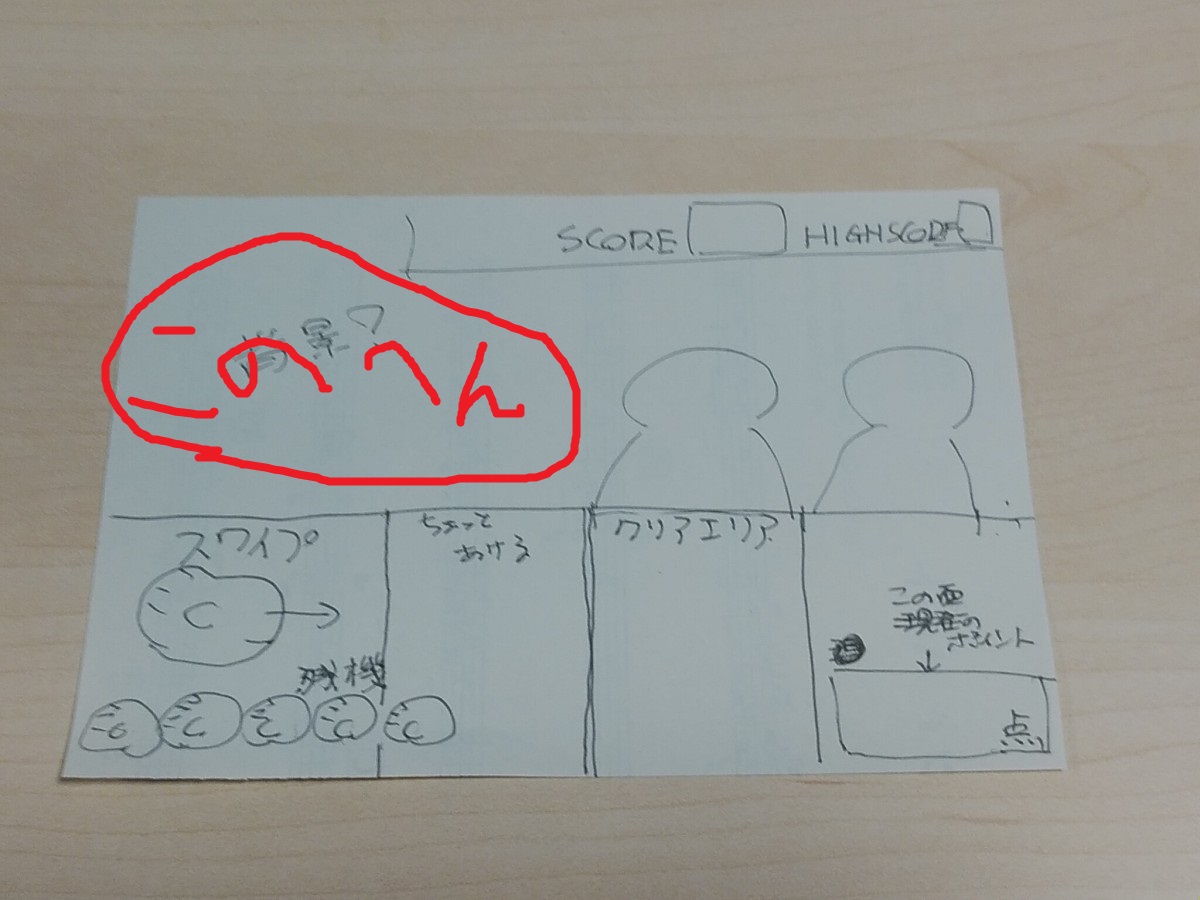 SCORE
HIGHSCORE
背景?
このへん
スワイプ
ちょっと
あける
クリアエリア
C
この面
現在の
ポイント
残機
点